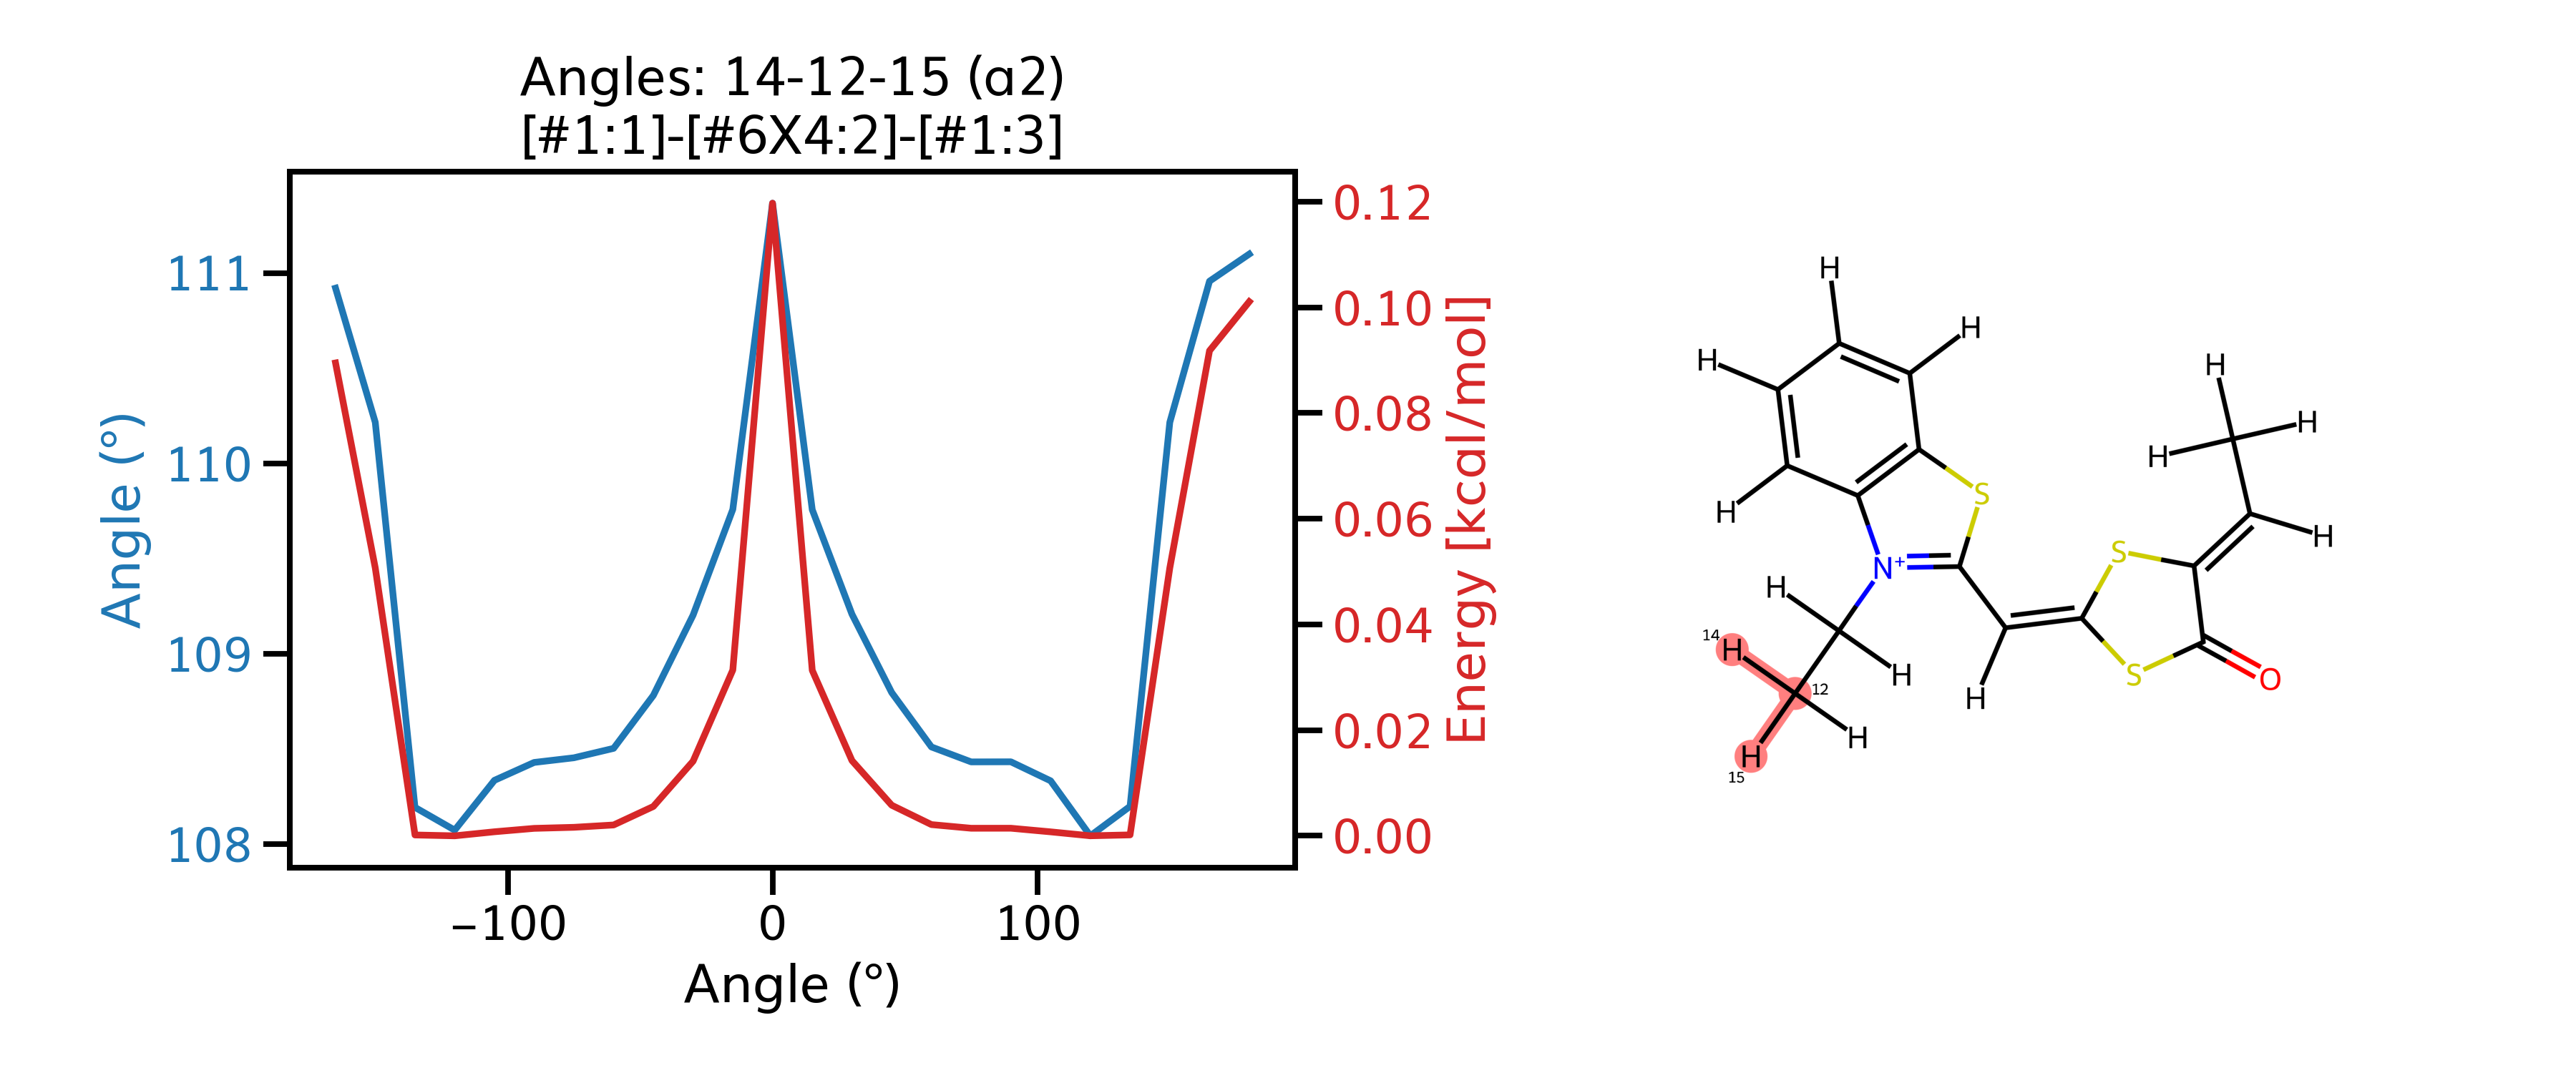 Angles: 14-12-15 (α2)
[#1:1]-[#6X4:2]-[#1:3]
Angle (°)
111
110
109
108
−100
0
100
Angle (°)
0.12
0.10
0.08
0.06
0.04
0.02
0.00
Energy [kcal/mol]
H
H
H
H
H
H
H
S
H
S
N⁺
H
14
H
12
H
S
O
H
H
H
15